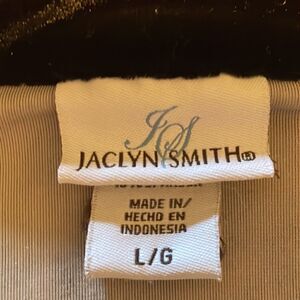 JS
JACLYN SMITH®
MADE IN/
HECHO EN
INDONESIA
L/G